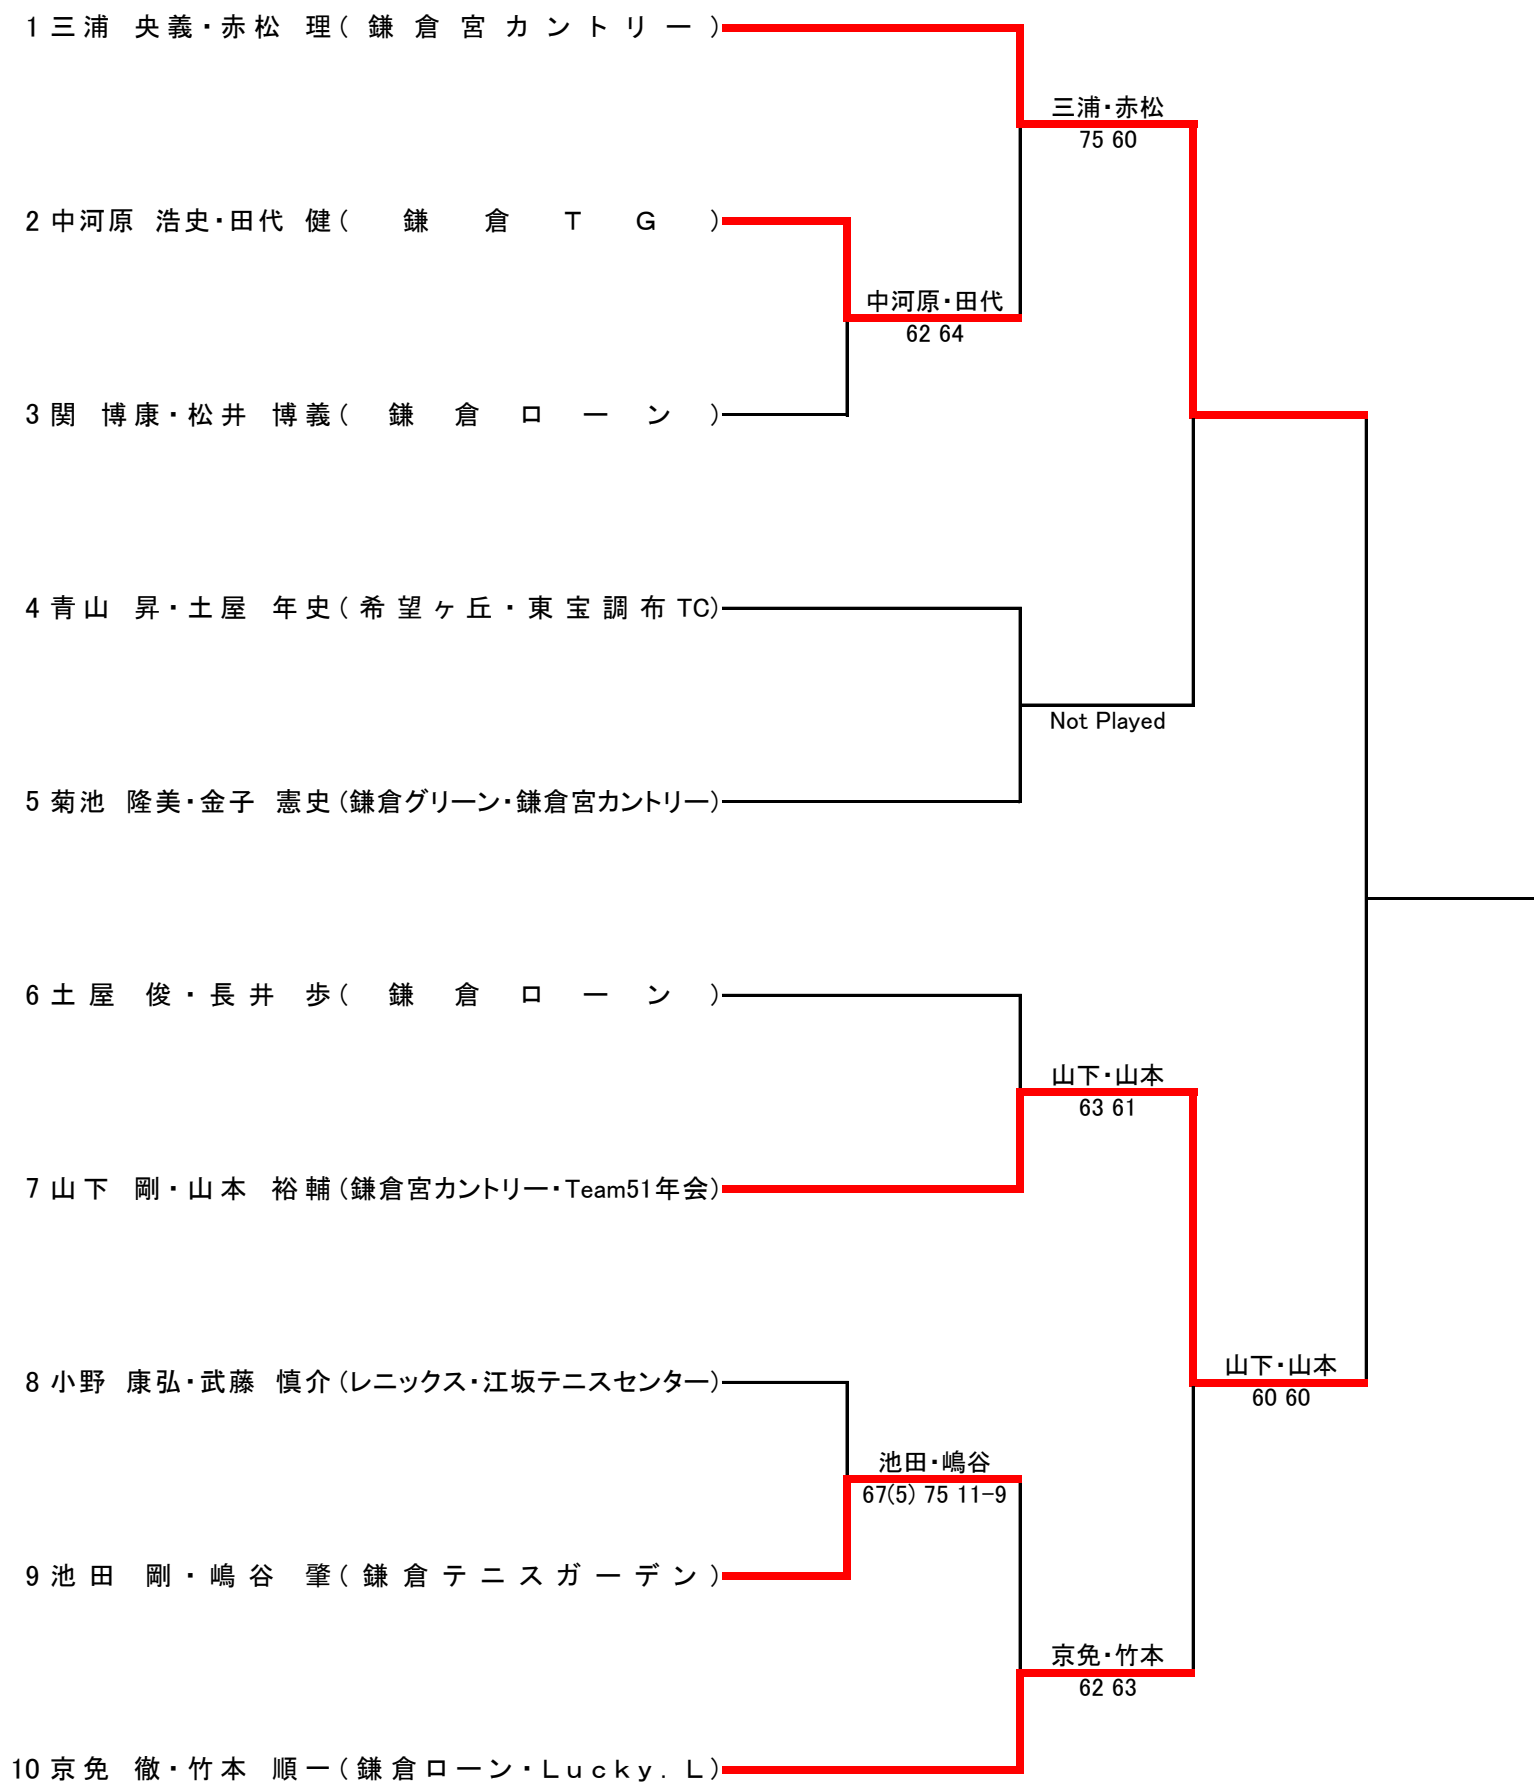 1 三浦 央義・赤松 理(鎌倉宮カントリー)
三浦・赤松
75 60
2 中河原 浩史・田代 健(鎌倉TG)
中河原・田代
62 64
3 関 博康・松井 博義(鎌倉ローン)
4 青山 昇・土屋 年史(希望ヶ丘・東宝調布TC)
Not Played
5 菊池 隆美・金子 憲史(鎌倉グリーン・鎌倉宮カントリー)
6 土屋 俊・長井 歩(鎌倉ローン)
山下・山本
63 61
7 山下 剛・山本 裕輔(鎌倉宮カントリー・Team51年会)
山下・山本
60 60
8 小野 康弘・武藤 慎介(レニックス・江坂テニスセンター)
池田・嶋谷
67(5) 75 11-9
9 池田 剛・嶋谷 肇(鎌倉テニスガーデン)
京免・竹本
62 63
10 京免 徹・竹本 順一(鎌倉ローン・Lucky.L)